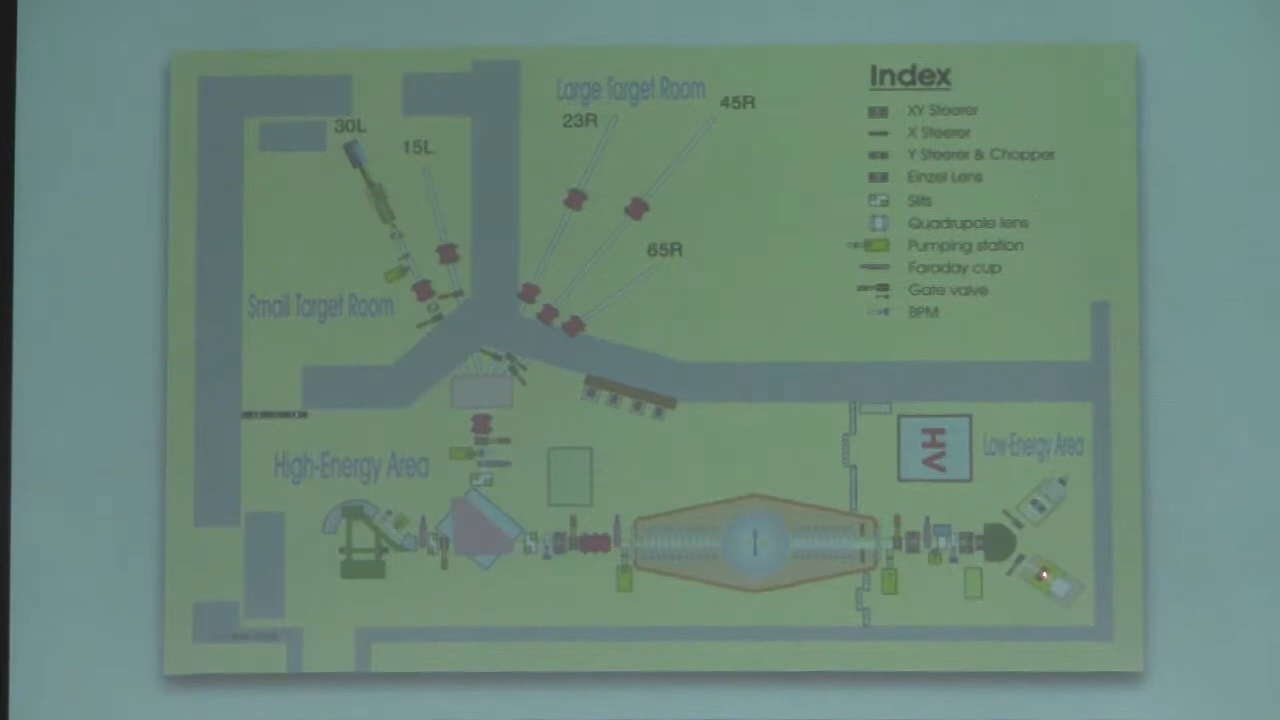 Large Target Room
45R
23R
30L
15L
65R
Small Target Room
High-Energy Area
Low-Energy Area
HV
Index
XY Steerer
X Steerer
Y Steerer & Chopper
Einzel Lens
Slits
Quadrupole lens
Pumping station
Faraday cup
Gate valve
BPM